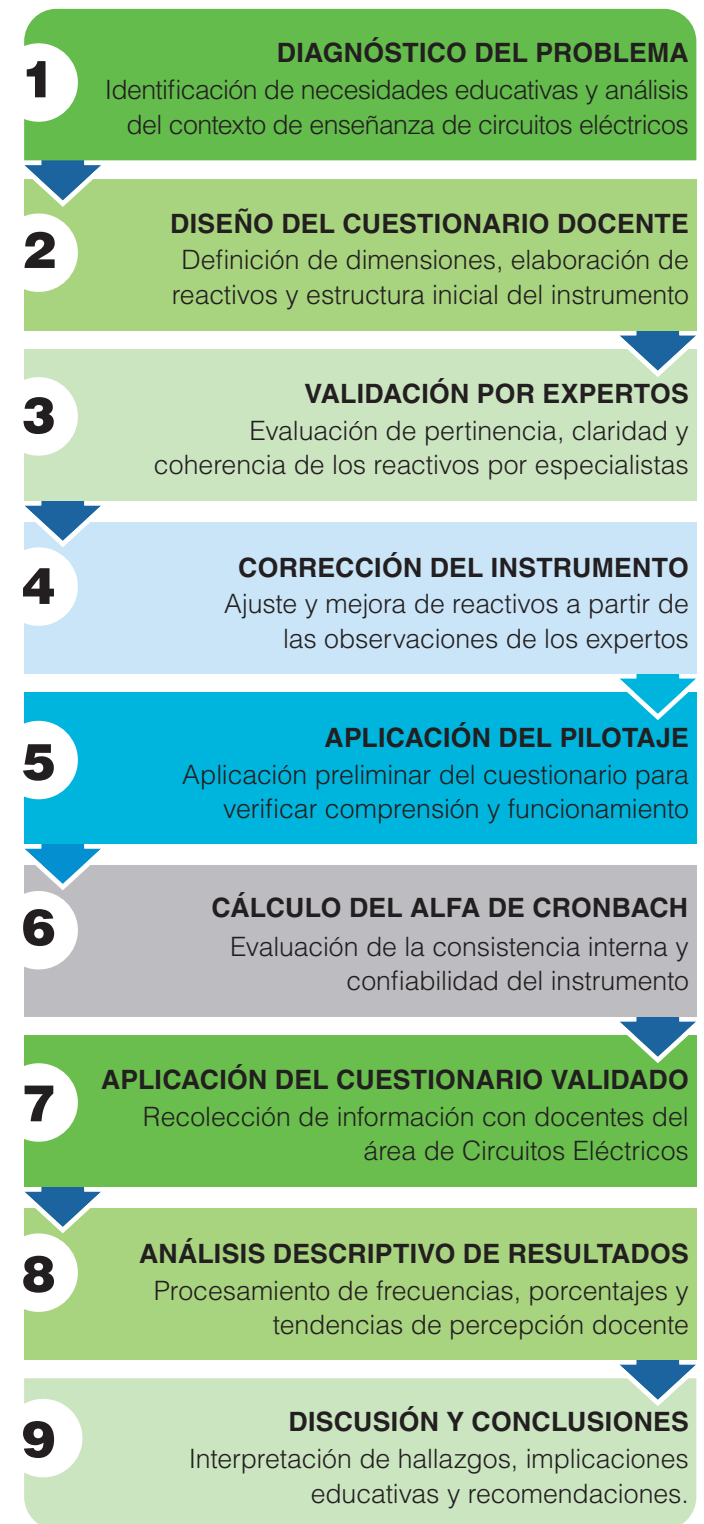 1
DIAGNÓSTICO DEL PROBLEMA
Identificación de necesidades educativas y análisis
del contexto de enseñanza de circuitos eléctricos
2
DISEÑO DEL CUESTIONARIO DOCENTE
Definición de dimensiones, elaboración de
reactivos y estructura inicial del instrumento
3
VALIDACIÓN POR EXPERTOS
Evaluación de pertinencia, claridad y
coherencia de los reactivos por especialistas
4
CORRECCIÓN DEL INSTRUMENTO
Ajuste y mejora de reactivos a partir de
las observaciones de los expertos
5
APLICACIÓN DEL PILOTAJE
Aplicación preliminar del cuestionario para
verificar comprensión y funcionamiento
6
CÁLCULO DEL ALFA DE CRONBACH
Evaluación de la consistencia interna y
confiabilidad del instrumento
7
APLICACIÓN DEL CUESTIONARIO VALIDADO
Recolección de información con docentes del
área de Circuitos Eléctricos
8
ANÁLISIS DESCRIPTIVO DE RESULTADOS
Procesamiento de frecuencias, porcentajes y
tendencias de percepción docente
9
DISCUSIÓN Y CONCLUSIONES
Interpretación de hallazgos, implicaciones
educativas y recomendaciones.